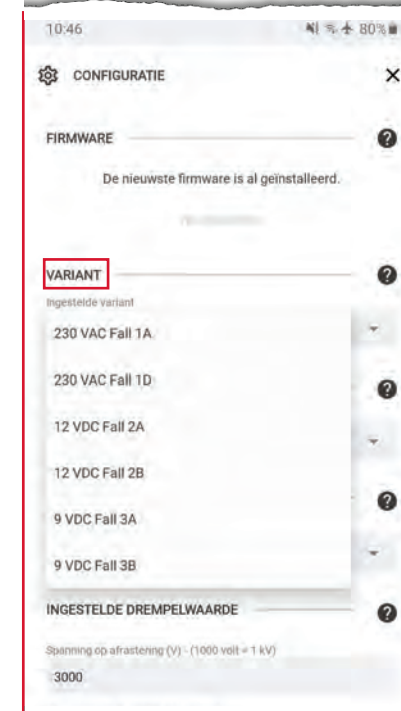 10:46
80%
CONFIGURATIE
FIRMWARE
De nieuwste firmware is al geïnstalleerd.
VARIANT
Ingestelde variant
230 VAC Fall 1A
230 VAC Fall 1D
12 VDC Fall 2A
12 VDC Fall 2B
9 VDC Fall 3A
9 VDC Fall 3B
INGESTELDE DREMPELWAARDE
Spanning op afrastering (V) - (1000 volt = 1 kV)
3000